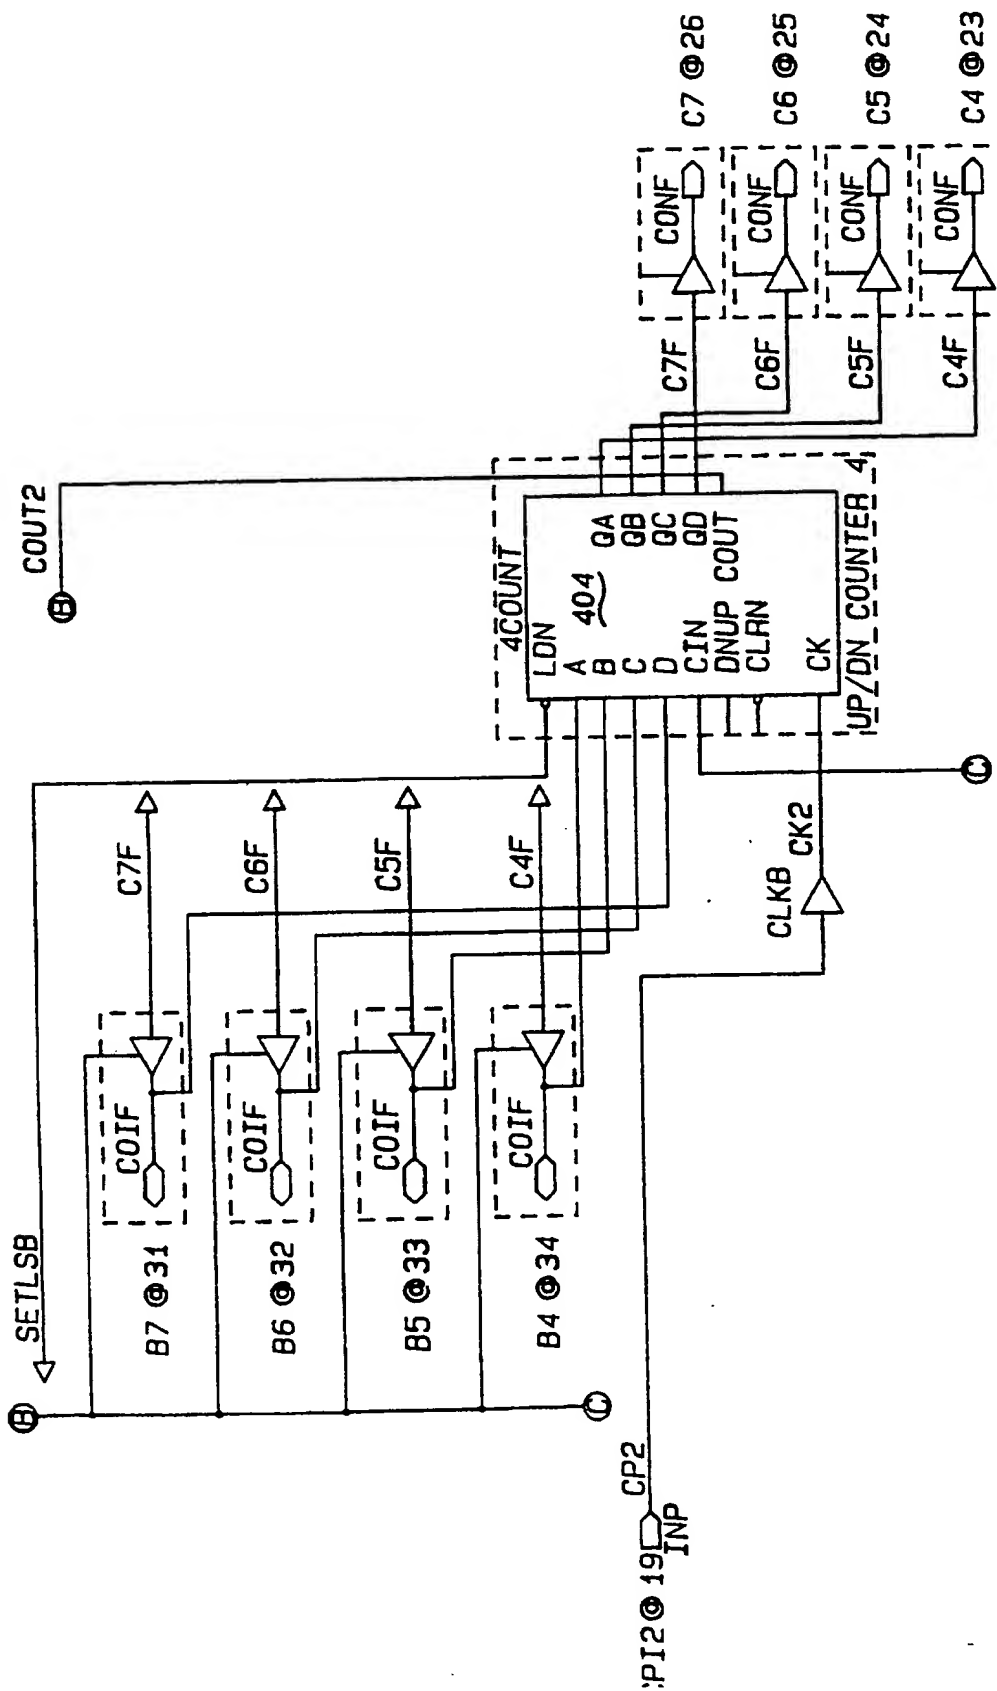 B
SETLSB
B7 @31
COIF
C7F
B6 @32
COIF
C6F
B5 @33
COIF
C5F
B4 @34
COIF
C4F
C
PI2@ 19
INP
CP2
CLKB
CK2
C
B
COUT2
4COUNT
LDN
A
B
C
D
CIN
DNUP
CLRN
CK
404
QA
QB
QC
QD
COUT
UP/DN COUNTER
4
C7F
CONF
C7 @26
C6F
CONF
C6 @25
C5F
CONF
C5 @24
C4F
CONF
C4 @23